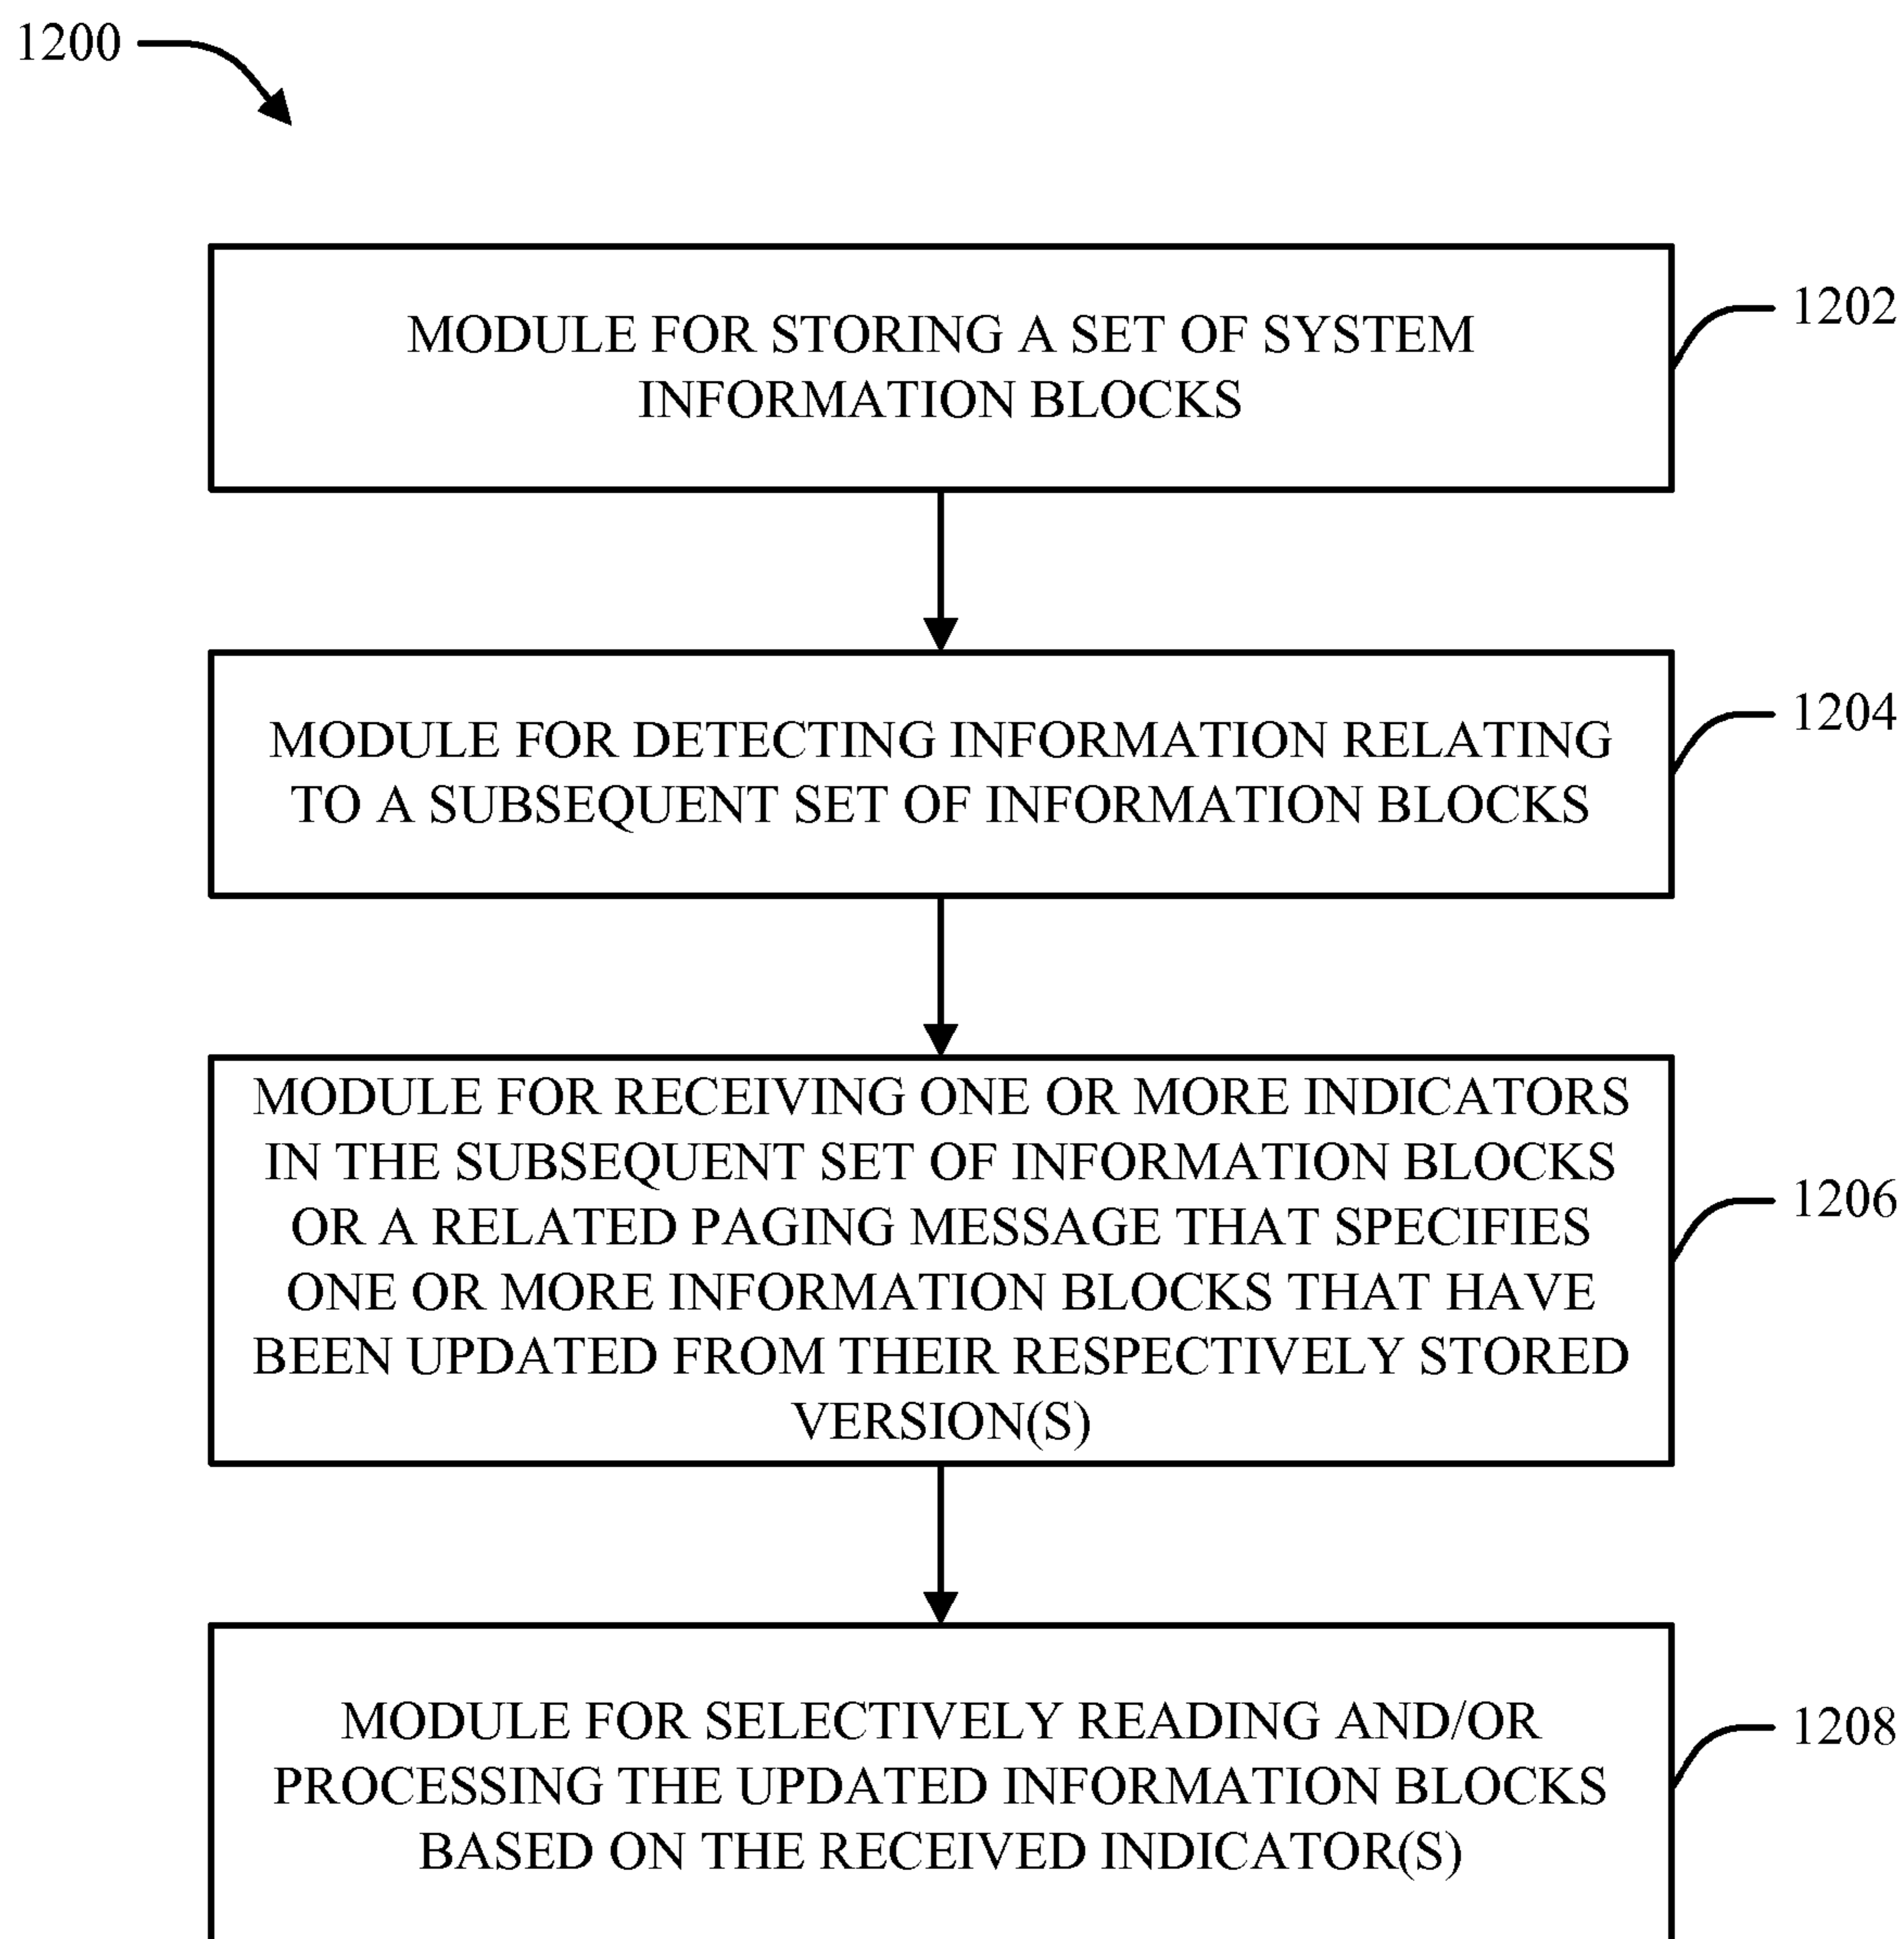 1200
MODULE FOR STORING A SET OF SYSTEM
INFORMATION BLOCKS
1202
MODULE FOR DETECTING INFORMATION RELATING
TO A SUBSEQUENT SET OF INFORMATION BLOCKS
1204
MODULE FOR RECEIVING ONE OR MORE INDICATORS
IN THE SUBSEQUENT SET OF INFORMATION BLOCKS
OR A RELATED PAGING MESSAGE THAT SPECIFIES
ONE OR MORE INFORMATION BLOCKS THAT HAVE
BEEN UPDATED FROM THEIR RESPECTIVELY STORED
VERSION(S)
1206
MODULE FOR SELECTIVELY READING AND/OR
PROCESSING THE UPDATED INFORMATION BLOCKS
BASED ON THE RECEIVED INDICATOR(S)
1208